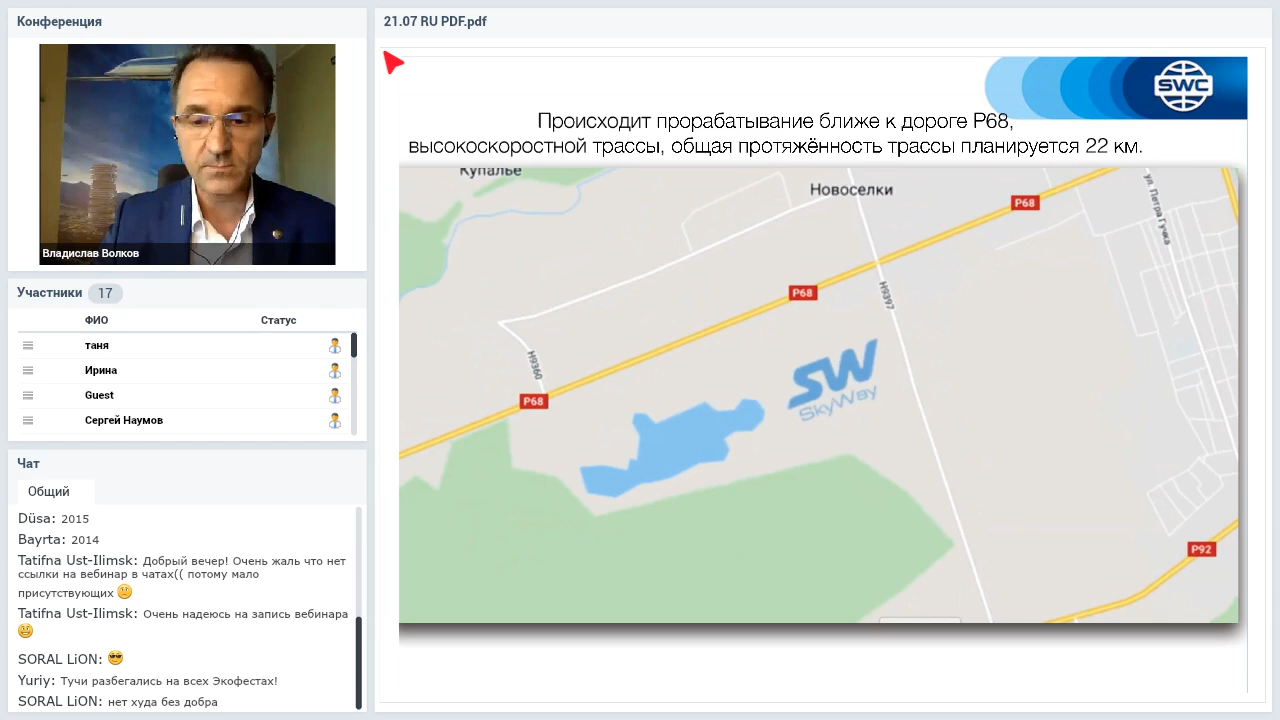 Конференция
Владислав Волков
Участники 17
ФИО Статус
таня
Ирина
Guest
Сергей Наумов
Чат
Общий
Düsa: 2015
Bayrta: 2014
Tatifna Ust-Ilimsk: Добрый вечер! Очень жаль что нет
ссылки на вебинар в чатах(( потому мало
присутствующих
Tatifna Ust-Ilimsk: Очень надеюсь на запись вебинара
SORAL LiON:
Yuriy: Тучи разбегались на всех Экофестах!
SORAL LiON: нет худа без добра
21.07 RU PDF.pdf
SWC
Происходит прорабатывание ближе к дороге Р68,
высокоскоростной трассы, общая протяжённость трассы планируется 22 км.
Купалье
Новоселки
Р68
ул. Петра Гучка
Р68
Н9397
Н9360
SW
SkyWay
Р68
Р92